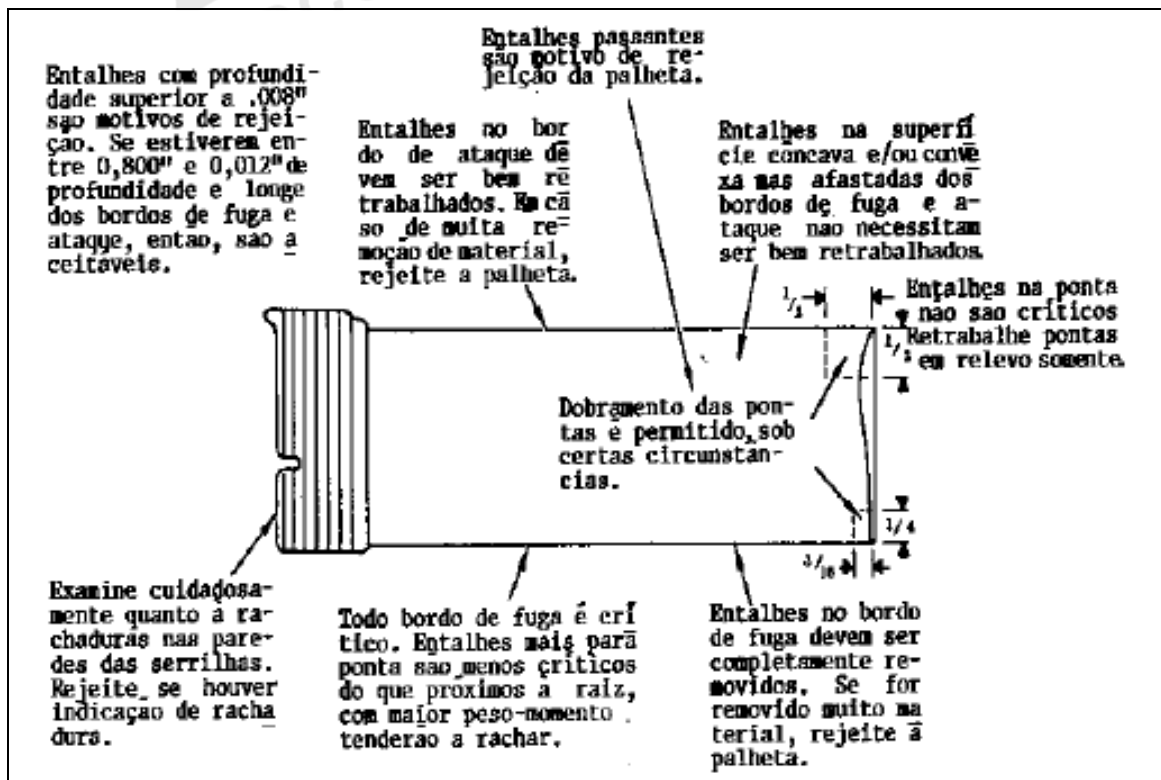 Entalhes passantes
são motivo de re-
jeição da palheta.
Entalhes com profundi-
dade superior a .008"
são motivos de rejei-
ção. Se estiverem en-
tre 0,800" e 0,012" de
profundidade e longe
dos bordos de fuga e
ataque, entao, são a
ceitáveis.
Entalhes no bor
do de ataque de
vem ser bem re
trabalhados. Em ca
so de muita re-
moção de material,
rejeite a palheta.
Entalhes na superfí
cie concava e/ou conve
xa mas afastadas dos
bordos de fuga e a-
taque não necessitam
ser bem retrabalhados.
Entalhes na ponta
não são críticos
Retrabalhe pontas
em relevo somente.
Dobramento das pon-
tas é permitido, sob
certas circunstan-
cias.
1/4
3/16
Examine cuidadosa-
mente quanto a ra-
chaduras nas pare-
des das serrilhas.
Rejeite se houver
indicação de racha
dura.
Todo bordo de fuga é crí
tico. Entalhes mais para
ponta são menos críticos
do que proximos a raíz,
com maior peso-momento
tenderão a rachar.
Entalhes no bordo
de fuga devem ser
completamente re-
movidos. Se for
removido muito ma
terial, rejeite a
palheta.